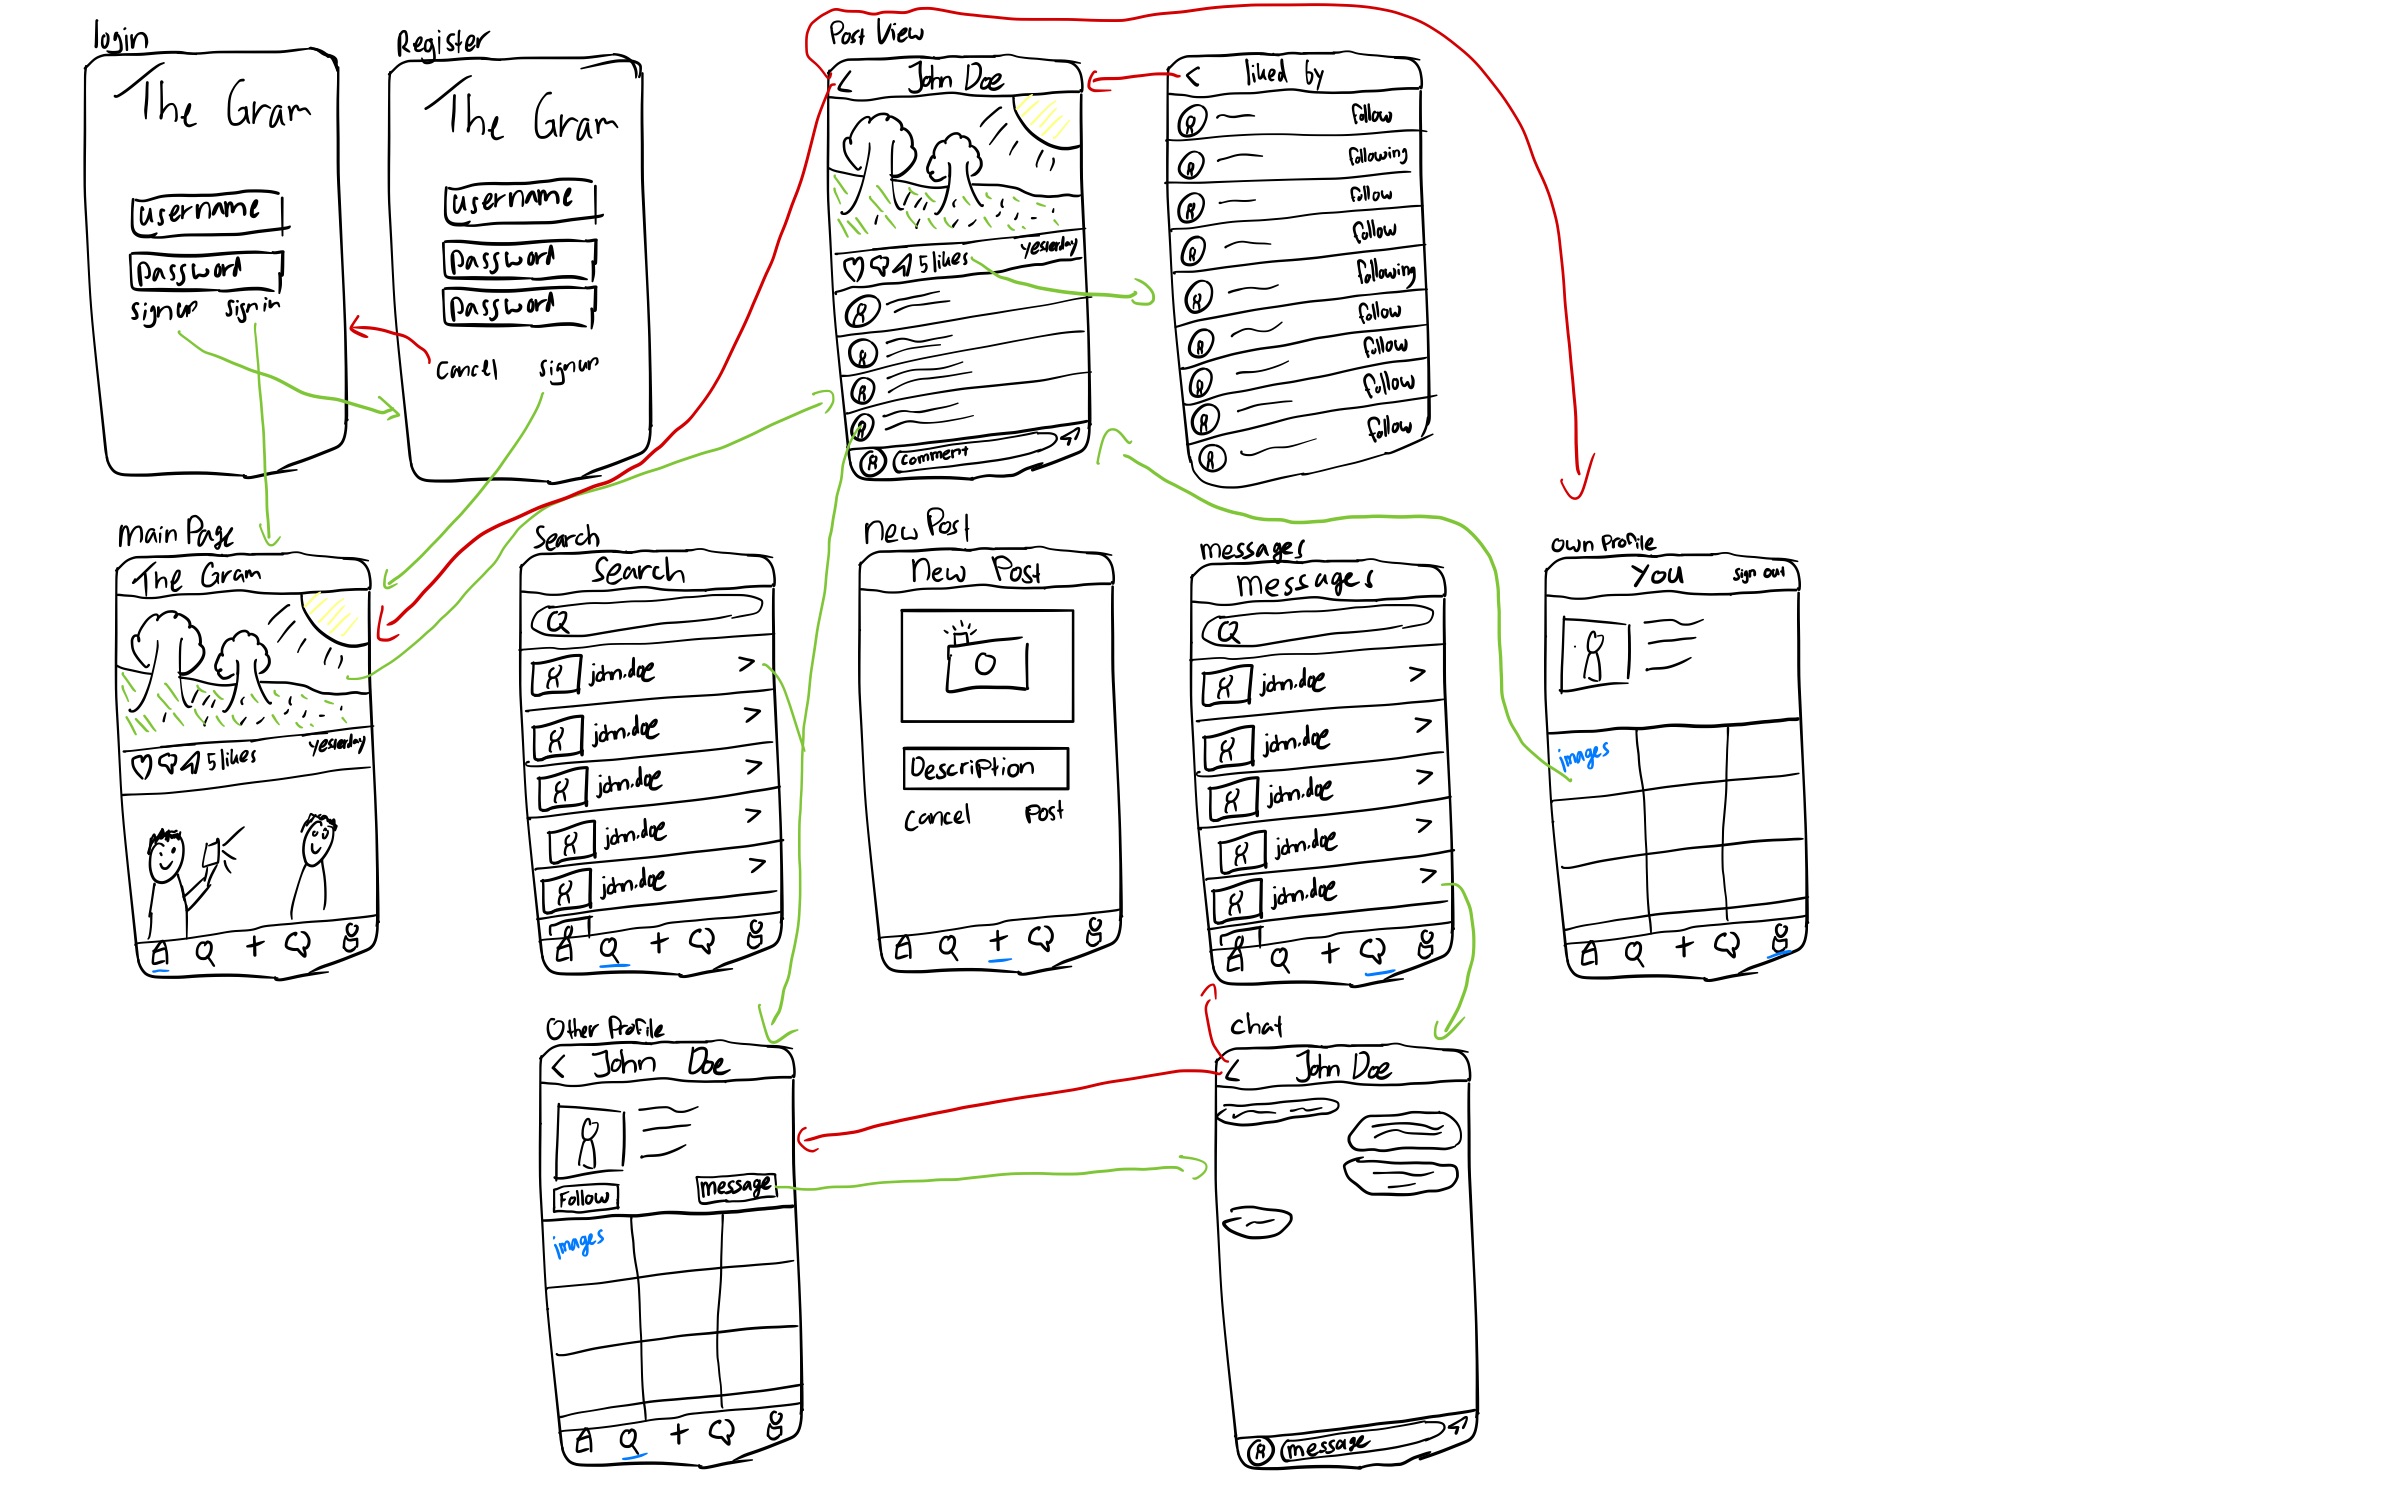 login
The Gram
username
password
signup signin
Register
The Gram
username
password
password
Cancel signup
Post View
John Doe
5 likes yesterday
comment
liked by
follow
following
follow
follow
following
follow
follow
follow
follow
Main Page
The Gram
5 likes yesterday
Search
Search
john.doe
john.doe
john.doe
john.doe
john.doe
New Post
New Post
Description
Cancel Post
messages
messages
john.doe
john.doe
john.doe
john.doe
john.doe
Own Profile
You sign out
images
Other Profile
John Doe
Follow message
images
Chat
John Doe
message